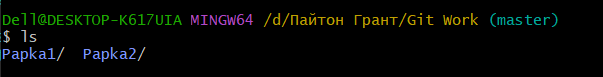 Dell@DESKTOP-K617UIA MINGW64 /d/Пайтон Грант/Git Work (master)
$ ls
Papka1/  Papka2/